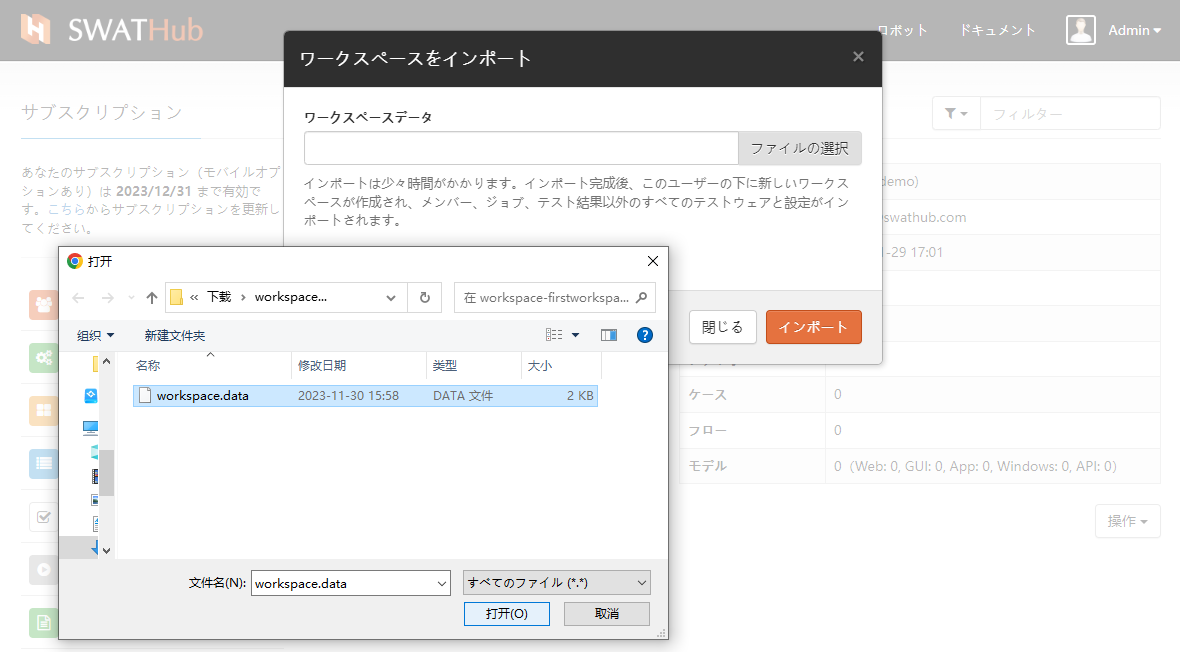 SWATHub
ロボット
ドキュメント
Admin
ワークスペースをインポート
×
サブスクリプション
フィルター
あなたのサブスクリプション（モバイルオプ
ションあり）は 2023/12/31 まで有効で
す。こちらからサブスクリプションを更新し
てください。
ワークスペースデータ
ファイルの選択
インポートは少々時間がかかります。インポート完成後、このユーザーの下に新しいワークス
ペースが作成され、メンバー、ジョブ、テスト結果以外のすべてのテストウェアと設定がイン
ポートされます。
demo)
swathub.com
-29 17:01
閉じる
インポート
打开
« 下載 › workspace...
在 workspace-firstworkspa...
组织
新建文件夹
?
名称 修改日期 类型 大小
workspace.data 2023-11-30 15:58 DATA 文件 2 KB
文件名(N): workspace.data
すべてのファイル (*.*)
打开(O)
取消
ケース 0
フロー 0
モデル 0（Web: 0, GUI: 0, App: 0, Windows: 0, API: 0）
操作